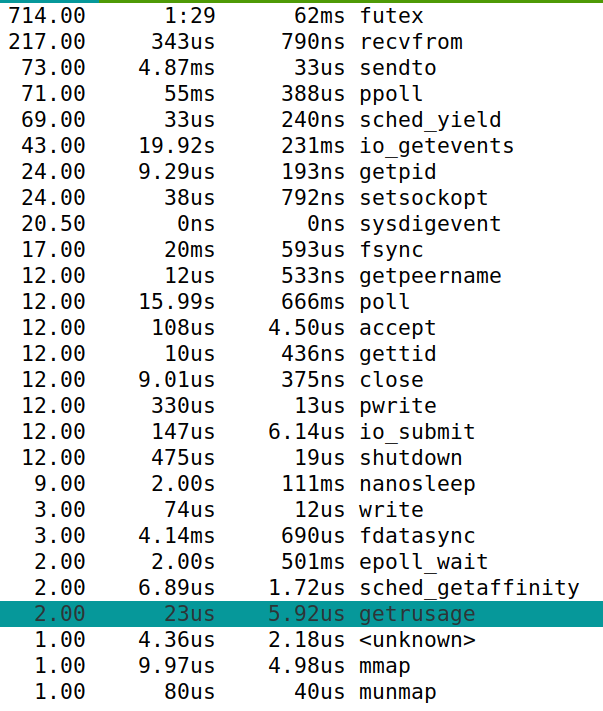 714.00 1:29 62ms futex
217.00 343us 790ns recvfrom
73.00 4.87ms 33us sendto
71.00 55ms 388us ppoll
69.00 33us 240ns sched_yield
43.00 19.92s 231ms io_getevents
24.00 9.29us 193ns getpid
24.00 38us 792ns setsockopt
20.50 0ns 0ns sysdigevent
17.00 20ms 593us fsync
12.00 12us 533ns getpeername
12.00 15.99s 666ms poll
12.00 108us 4.50us accept
12.00 10us 436ns gettid
12.00 9.01us 375ns close
12.00 330us 13us pwrite
12.00 147us 6.14us io_submit
12.00 475us 19us shutdown
9.00 2.00s 111ms nanosleep
3.00 74us 12us write
3.00 4.14ms 690us fdatasync
2.00 2.00s 501ms epoll_wait
2.00 6.89us 1.72us sched_getaffinity
2.00 23us 5.92us getrusage
1.00 4.36us 2.18us <unknown>
1.00 9.97us 4.98us mmap
1.00 80us 40us munmap